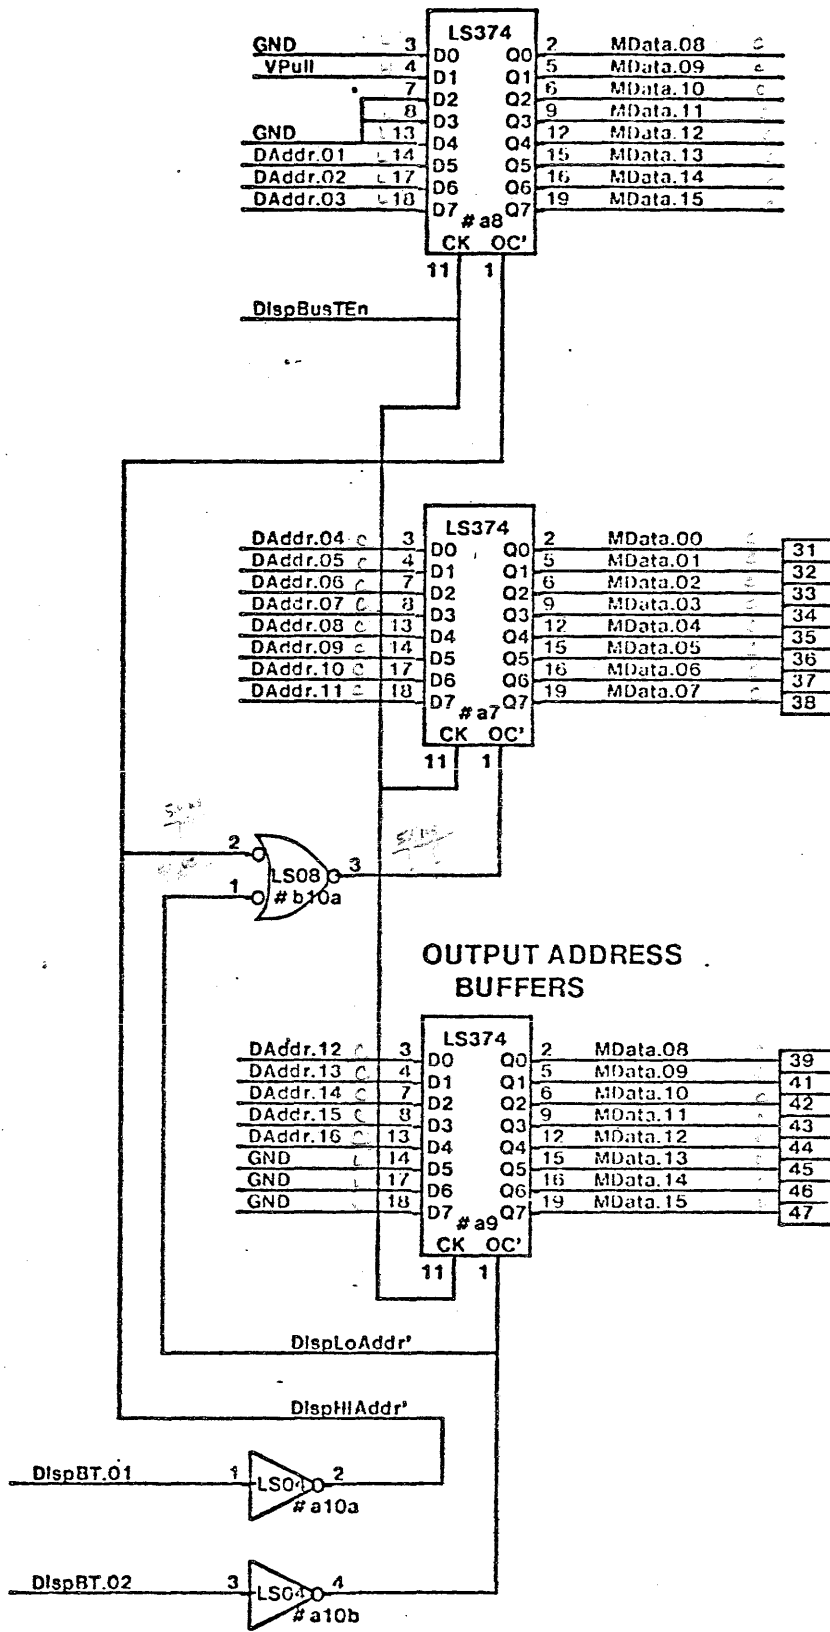 LS374
GND 3 D0 Q0 2 MData.08
VPull 4 D1 Q1 5 MData.09
7 D2 Q2 6 MData.10
8 D3 Q3 9 MData.11
GND 13 D4 Q4 12 MData.12
DAddr.01 14 D5 Q5 15 MData.13
DAddr.02 17 D6 Q6 16 MData.14
DAddr.03 18 D7 Q7 19 MData.15
#a8
CK OC'
11 1
DispBusTEn
LS374
DAddr.04 3 D0 Q0 2 MData.00 31
DAddr.05 4 D1 Q1 5 MData.01 32
DAddr.06 7 D2 Q2 6 MData.02 33
DAddr.07 8 D3 Q3 9 MData.03 34
DAddr.08 13 D4 Q4 12 MData.04 35
DAddr.09 14 D5 Q5 15 MData.05 36
DAddr.10 17 D6 Q6 16 MData.06 37
DAddr.11 18 D7 Q7 19 MData.07 38
#a7
CK OC'
11 1
2
LS08 3
1 #b10a
OUTPUT ADDRESS
BUFFERS
LS374
DAddr.12 3 D0 Q0 2 MData.08 39
DAddr.13 4 D1 Q1 5 MData.09 41
DAddr.14 7 D2 Q2 6 MData.10 42
DAddr.15 8 D3 Q3 9 MData.11 43
DAddr.16 13 D4 Q4 12 MData.12 44
GND 14 D5 Q5 15 MData.13 45
GND 17 D6 Q6 16 MData.14 46
GND 18 D7 Q7 19 MData.15 47
#a9
CK OC'
11 1
DispLoAddr'
DispHiAddr'
DispBT.01 1 LS04 2
#a10a
DispBT.02 3 LS04 4
#a10b